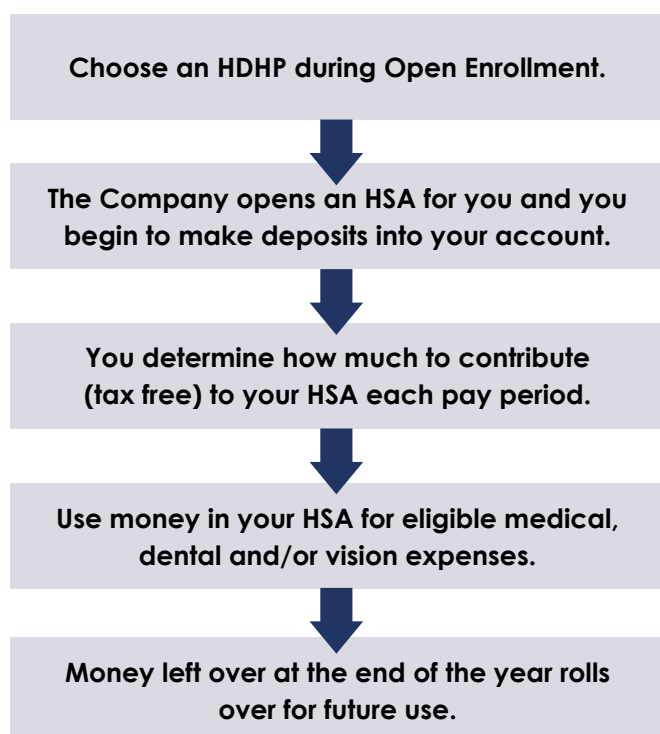 Choose an HDHP during Open Enrollment.
The Company opens an HSA for you and you
begin to make deposits into your account.
You determine how much to contribute
(tax free) to your HSA each pay period.
Use money in your HSA for eligible medical,
dental and/or vision expenses.
Money left over at the end of the year rolls
over for future use.